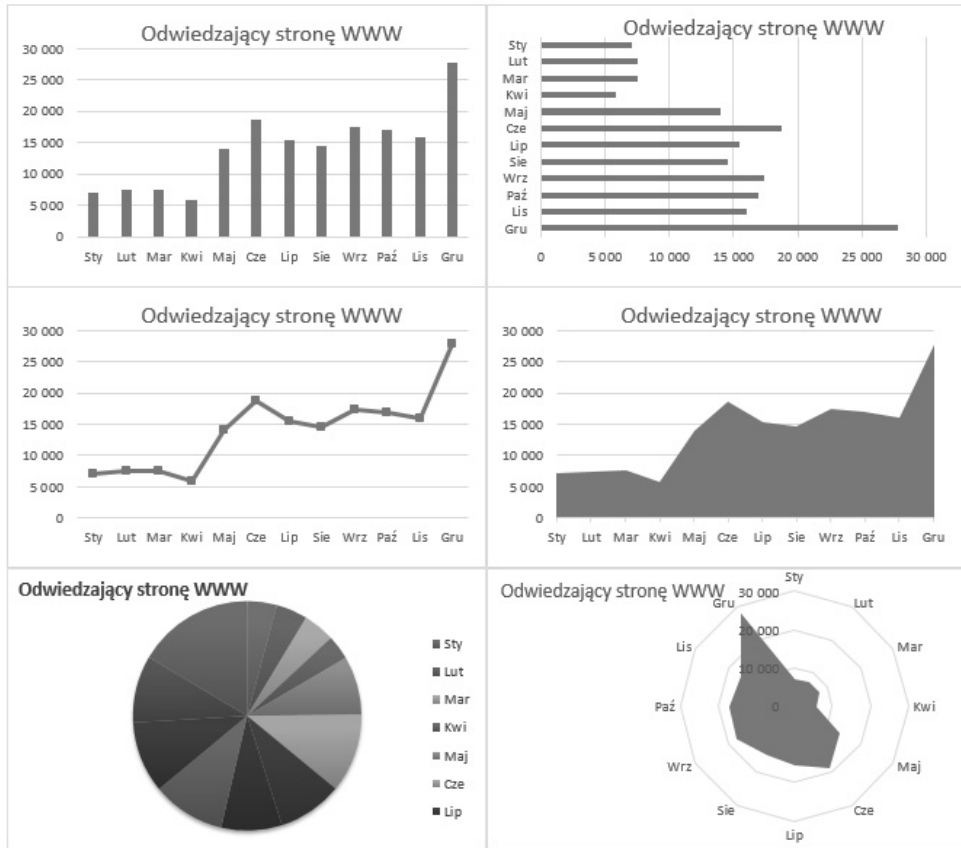 Odwiedzający stronę WWW
30 000
25 000
20 000
15 000
10 000
5 000
0
Sty Lut Mar Kwi Maj Cze Lip Sie Wrz Paź Lis Gru
Odwiedzający stronę WWW
Sty
Lut
Mar
Kwi
Maj
Cze
Lip
Sie
Wrz
Paź
Lis
Gru
0 5 000 10 000 15 000 20 000 25 000 30 000
Odwiedzający stronę WWW
30 000
25 000
20 000
15 000
10 000
5 000
0
Sty Lut Mar Kwi Maj Cze Lip Sie Wrz Paź Lis Gru
Odwiedzający stronę WWW
30 000
25 000
20 000
15 000
10 000
5 000
0
Sty Lut Mar Kwi Maj Cze Lip Sie Wrz Paź Lis Gru
Odwiedzający stronę WWW
Sty
Lut
Mar
Kwi
Maj
Cze
Lip
Odwiedzający stronę WWW
30 000
20 000
10 000
0
Sty
Lut
Mar
Kwi
Maj
Cze
Lip
Sie
Wrz
Paź
Lis
Gru